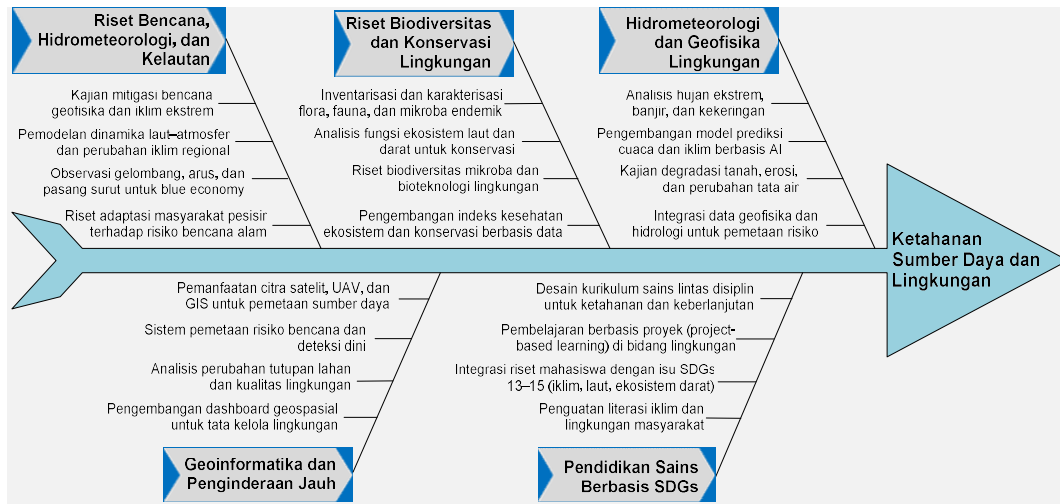 Riset Bencana,
Hidrometeorologi, dan
Kelautan
Kajian mitigasi bencana
geofisika dan iklim ekstrem
Pemodelan dinamika laut–atmosfer
dan perubahan iklim regional
Observasi gelombang, arus, dan
pasang surut untuk blue economy
Riset adaptasi masyarakat pesisir
terhadap risiko bencana alam
Riset Biodiversitas
dan Konservasi
Lingkungan
Inventarisasi dan karakterisasi
flora, fauna, dan mikroba endemik
Analisis fungsi ekosistem laut dan
darat untuk konservasi
Riset biodiversitas mikroba dan
bioteknologi lingkungan
Pengembangan indeks kesehatan
ekosistem dan konservasi berbasis data
Hidrometeorologi
dan Geofisika
Lingkungan
Analisis hujan ekstrem,
banjir, dan kekeringan
Pengembangan model prediksi
cuaca dan iklim berbasis AI
Kajian degradasi tanah, erosi,
dan perubahan tata air
Integrasi data geofisika dan
hidrologi untuk pemetaan risiko
Ketahanan
Sumber Daya dan
Lingkungan
Pemanfaatan citra satelit, UAV, dan
GIS untuk pemetaan sumber daya
Sistem pemetaan risiko bencana dan
deteksi dini
Analisis perubahan tutupan lahan
dan kualitas lingkungan
Pengembangan dashboard geospasial
untuk tata kelola lingkungan
Geoinformatika dan
Penginderaan Jauh
Desain kurikulum sains lintas disiplin
untuk ketahanan dan keberlanjutan
Pembelajaran berbasis proyek (project-
based learning) di bidang lingkungan
Integrasi riset mahasiswa dengan isu SDGs
13–15 (iklim, laut, ekosistem darat)
Penguatan literasi iklim dan
lingkungan masyarakat
Pendidikan Sains
Berbasis SDGs